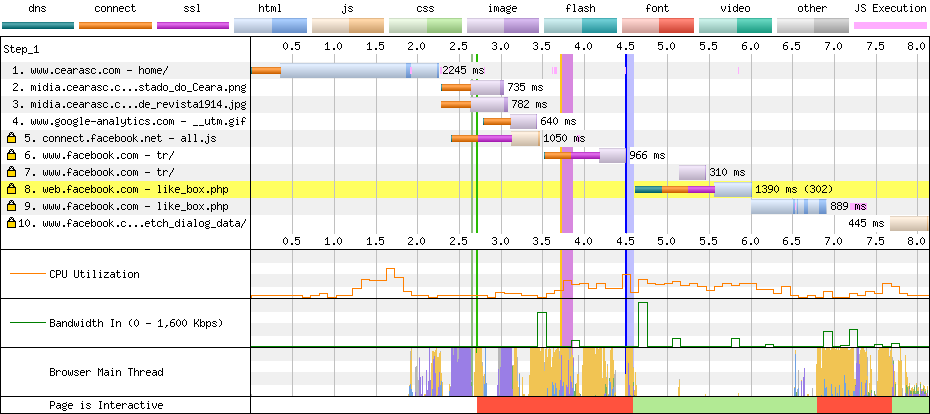 dns connect ssl html js css image flash font video other JS Execution
Step_1
0.5 1.0 1.5 2.0 2.5 3.0 3.5 4.0 4.5 5.0 5.5 6.0 6.5 7.0 7.5 8.0
1. www.cearasc.com - home/ 2245 ms
2. midia.cearasc.c...stado_do_Ceara.png 735 ms
3. midia.cearasc.c...de_revista1914.jpg 782 ms
4. www.google-analytics.com - __utm.gif 640 ms
5. connect.facebook.net - all.js 1050 ms
6. www.facebook.com - tr/ 966 ms
7. www.facebook.com - tr/ 310 ms
8. web.facebook.com - like_box.php 1390 ms (302)
9. www.facebook.com - like_box.php 889 ms
10. www.facebook.c...etch_dialog_data/ 445 ms
0.5 1.0 1.5 2.0 2.5 3.0 3.5 4.0 4.5 5.0 5.5 6.0 6.5 7.0 7.5 8.0
CPU Utilization
Bandwidth In (0 - 1,600 Kbps)
Browser Main Thread
Page is Interactive